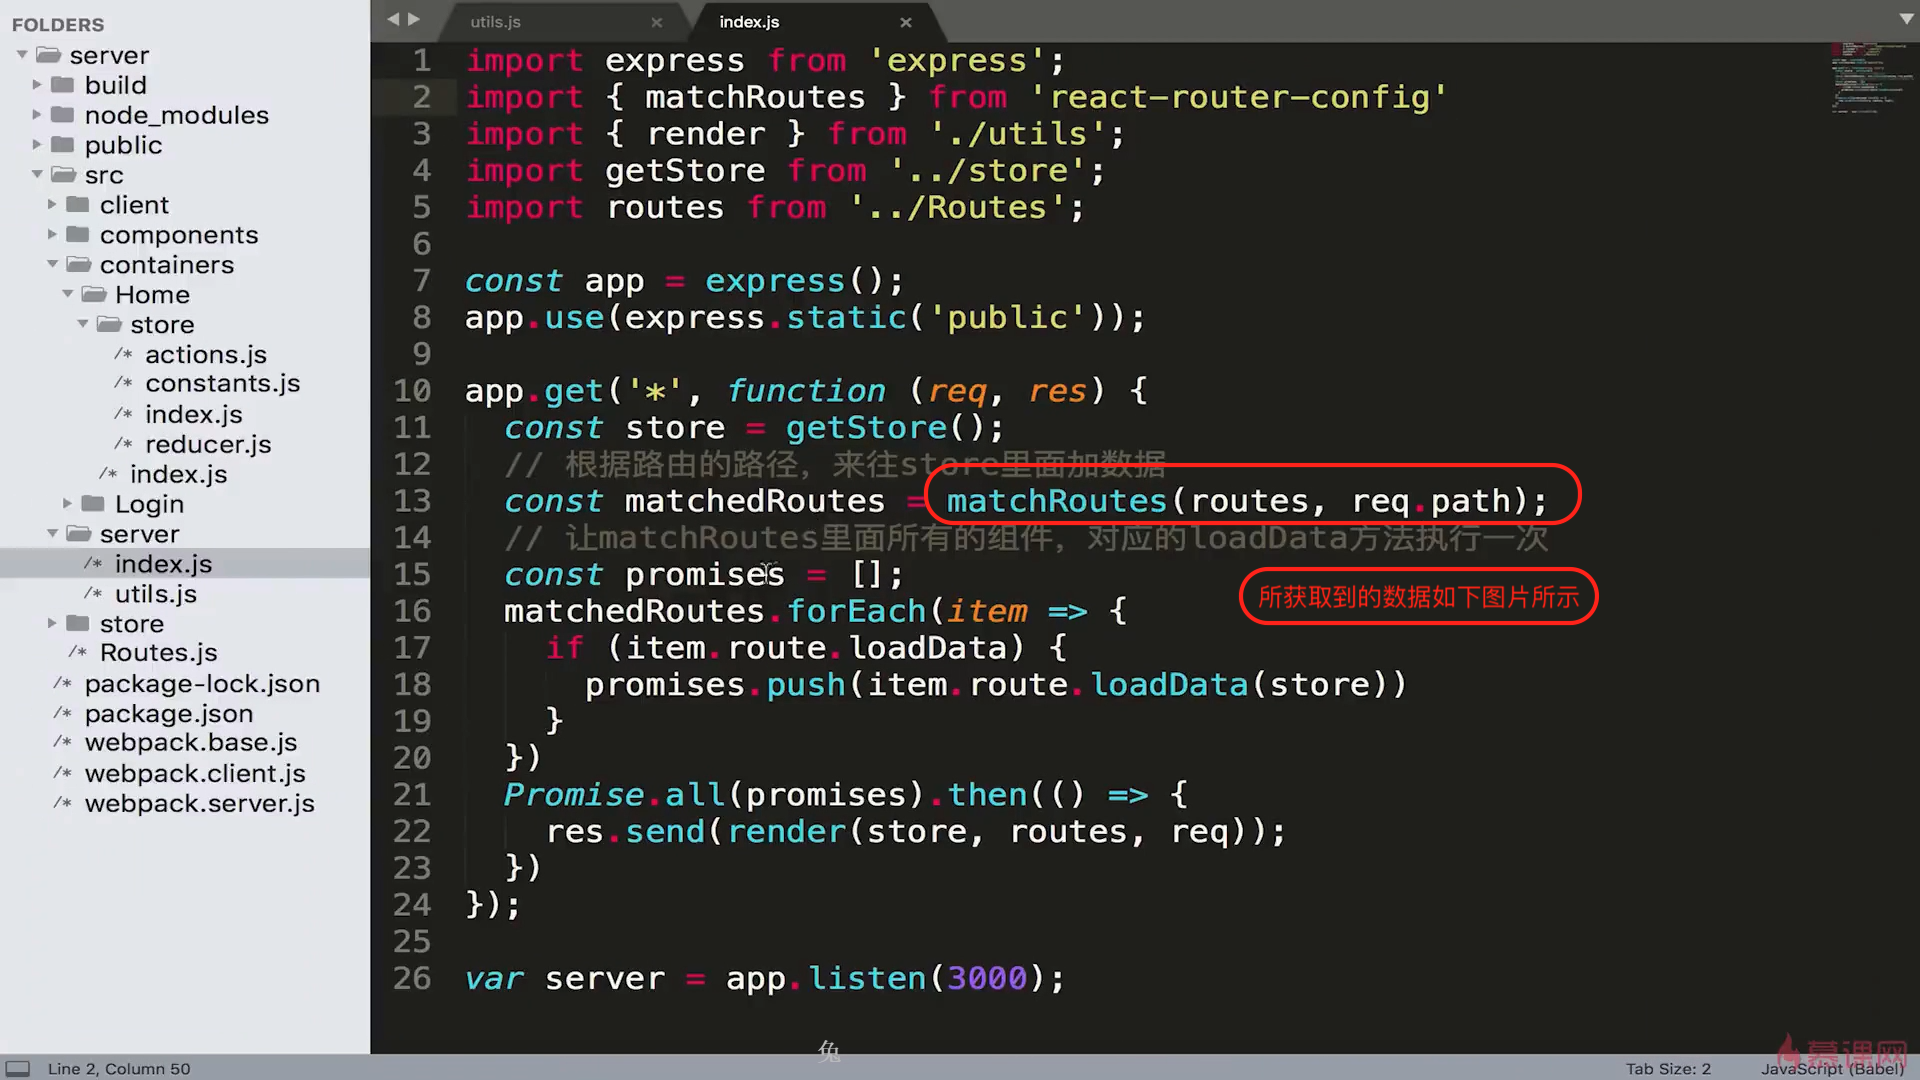 FOLDERS
server
build
node_modules
public
src
client
components
containers
Home
store
actions.js
constants.js
index.js
reducer.js
index.js
Login
server
index.js
utils.js
store
Routes.js
package-lock.json
package.json
webpack.base.js
webpack.client.js
webpack.server.js
utils.js
index.js
1 import express from 'express';
2 import { matchRoutes } from 'react-router-config'
3 import { render } from './utils';
4 import getStore from '../store';
5 import routes from '../Routes';
6
7 const app = express();
8 app.use(express.static('public'));
9
10 app.get('*', function (req, res) {
11 const store = getStore();
12 // 根据路由的路径，来往store里面加数据
13 const matchedRoutes = matchRoutes(routes, req.path);
14 // 让matchRoutes里面所有的组件，对应的loadData方法执行一次
15 const promises = [];
所获取到的数据如下图片所示
16 matchedRoutes.forEach(item => {
17 if (item.route.loadData) {
18 promises.push(item.route.loadData(store))
19 }
20 })
21 Promise.all(promises).then(() => {
22 res.send(render(store, routes, req));
23 })
24 });
25
26 var server = app.listen(3000);
兔
慕课网
Line 2, Column 50
Tab Size: 2
JavaScript (Babel)